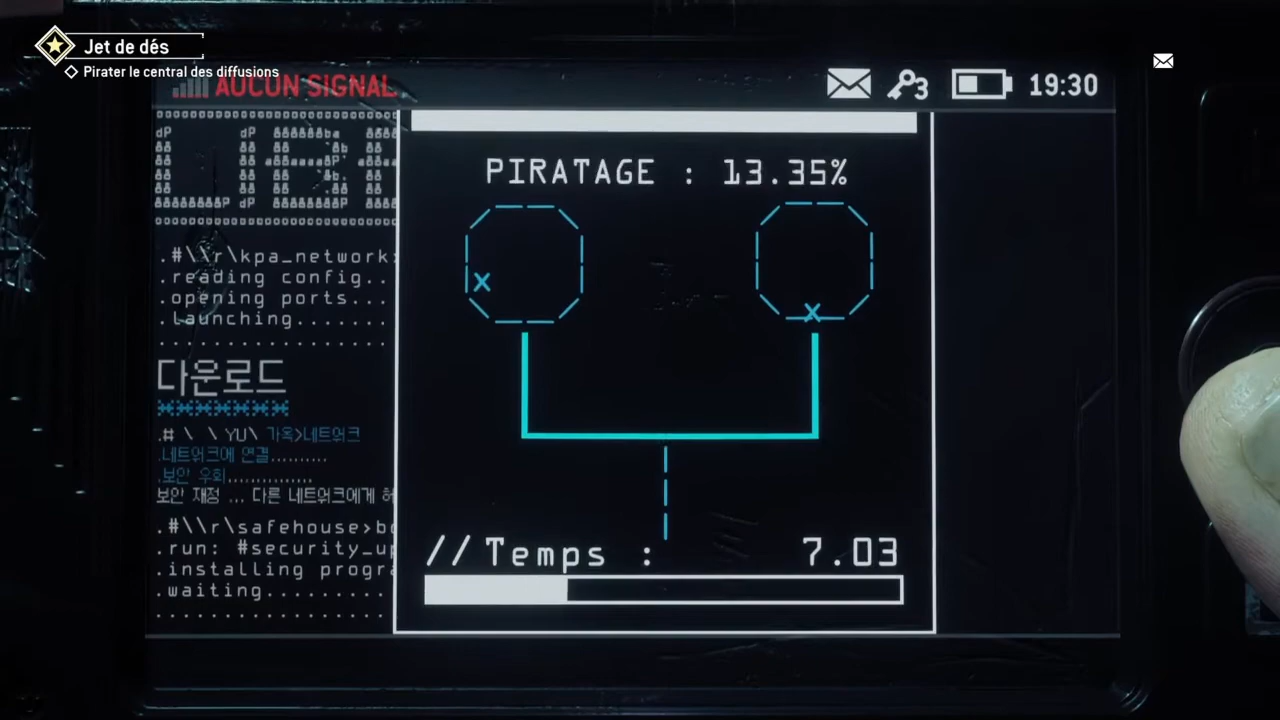 Jet de dés
Pirater le central des diffusions
AUCUN SIGNAL
3
19:30
.#\\r\kpa_network:
.reading config..
.opening ports...
.launching.......
PIRATAGE : 13.35%
다운로드
.# \ \ YU\ 가옥>네트워크
.네트워크에 연결..........
.보안 우회...............
보안 재정 ... 다른 네트워크에게 허
.#\\r\safehouse>bo
.run: #security_up
.installing progra
.waiting........
//Temps : 7.03